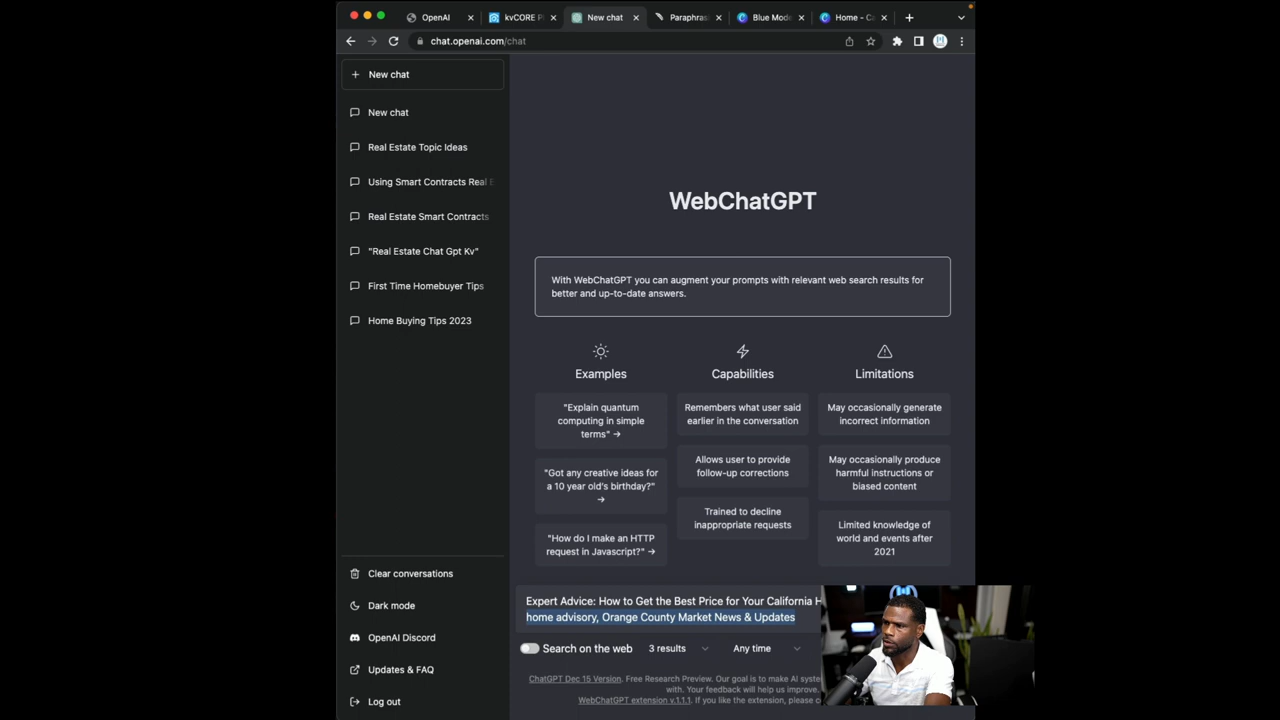 OpenAI
kvCORE Pl
New chat
Paraphras
Blue Mode
Home - Ca
chat.openai.com/chat
New chat
New chat
Real Estate Topic Ideas
Using Smart Contracts Real E
Real Estate Smart Contracts
"Real Estate Chat Gpt Kv"
First Time Homebuyer Tips
Home Buying Tips 2023
Clear conversations
Dark mode
OpenAI Discord
Updates & FAQ
Log out
WebChatGPT
With WebChatGPT you can augment your prompts with relevant web search results for
better and up-to-date answers.
Examples
"Explain quantum
computing in simple
terms" →
"Got any creative ideas for
a 10 year old's birthday?"
→
"How do I make an HTTP
request in Javascript?" →
Capabilities
Remembers what user said
earlier in the conversation
Allows user to provide
follow-up corrections
Trained to decline
inappropriate requests
Limitations
May occasionally generate
incorrect information
May occasionally produce
harmful instructions or
biased content
Limited knowledge of
world and events after
2021
Expert Advice: How to Get the Best Price for Your California H
home advisory, Orange County Market News & Updates
Search on the web
3 results
Any time
ChatGPT Dec 15 Version. Free Research Preview. Our goal is to make AI syste
with. Your feedback will help us improve.
WebChatGPT extension v.1.1.1. If you like the extension, please c